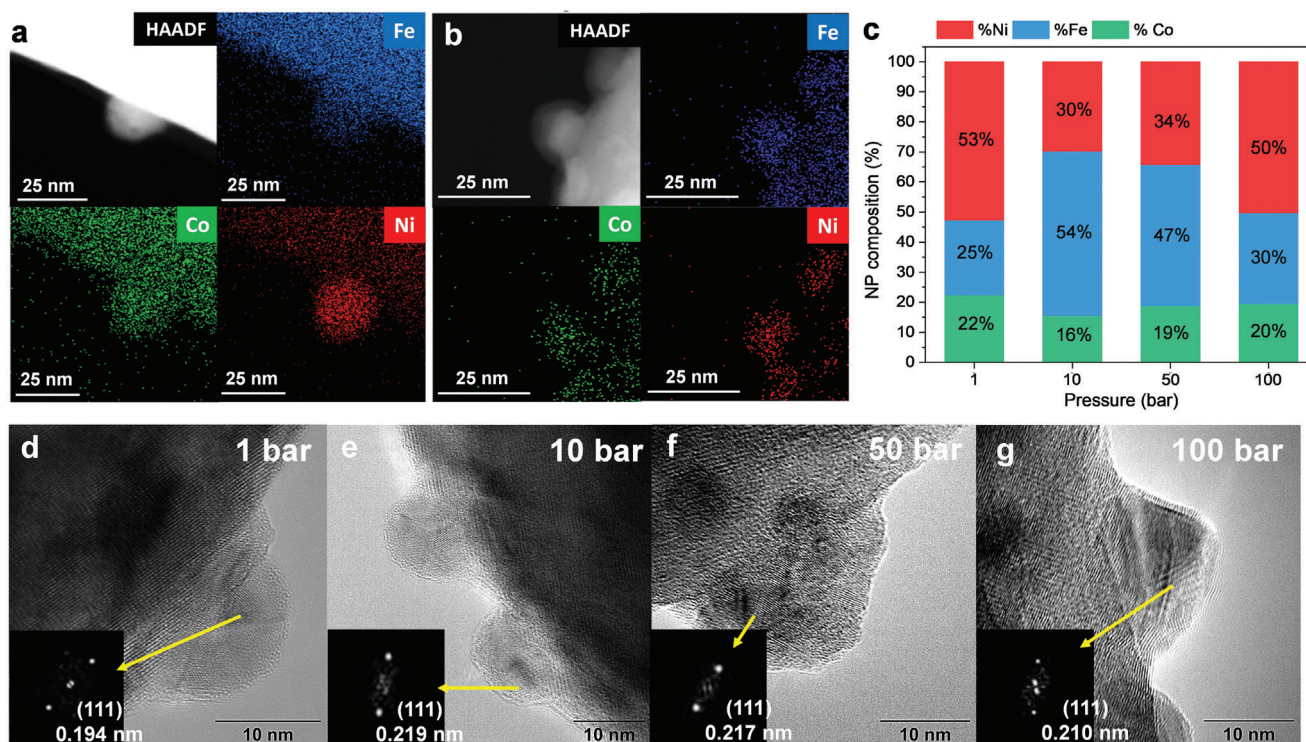 a
HAADF
Fe
25 nm
25 nm
Co
Ni
25 nm
25 nm
b
HAADF
Fe
25 nm
25 nm
Co
Ni
25 nm
25 nm
c
%Ni %Fe % Co
NP composition (%)
100
90
80
70
60
50
40
30
20
10
0
53%
25%
22%
30%
54%
16%
34%
47%
19%
50%
30%
20%
1 10 50 100
Pressure (bar)
d
1 bar
(111)
0.194 nm
10 nm
e
10 bar
(111)
0.219 nm
10 nm
f
50 bar
(111)
0.217 nm
10 nm
g
100 bar
(111)
0.210 nm
10 nm